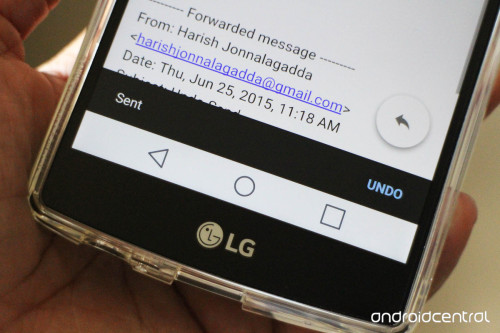 ---------- Forwarded message ----------
From: Harish Jonnalagadda
<harishjonnalagadda@gmail.com>
Date: Thu, Jun 25, 2015, 11:18 AM
Sent
UNDO
LG
androidcentral